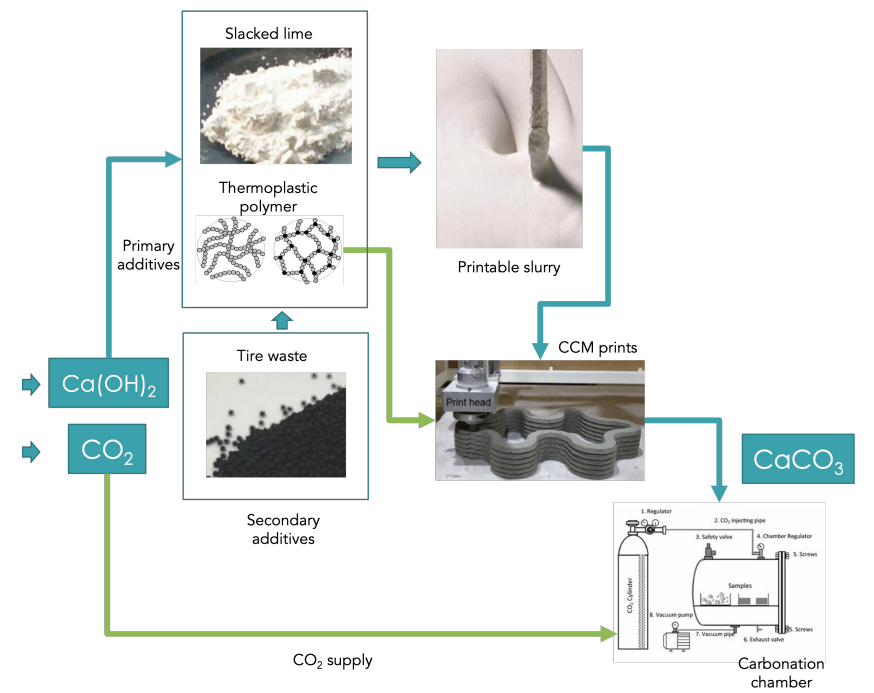 Slacked lime
Thermoplastic
polymer
Primary
additives
Printable slurry
Tire waste
CCM prints
Ca(OH)2
Print head
CO2
CaCO3
Secondary
additives
1. Regulator
2. CO2 injecting pipe
3. Safety valve
4. Chamber Regulator
5. Screws
Samples
CO2 Cylinder
8. Vacuum pump
7. Vacuum pipe
6. Exhaust valve
5. Screws
CO2 supply
Carbonation
chamber